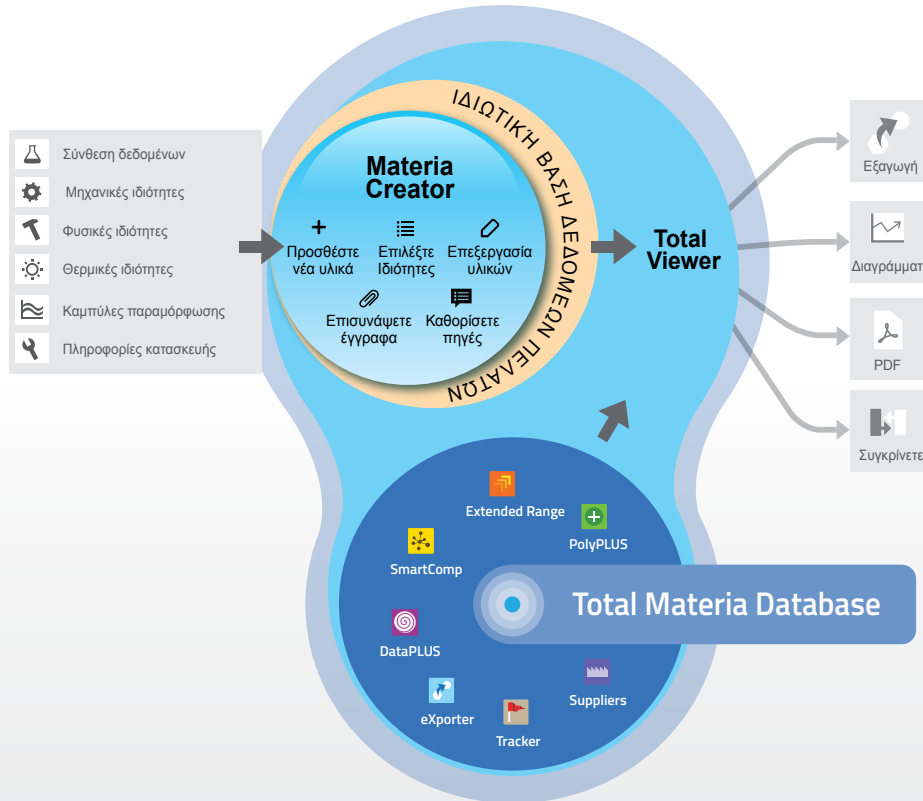 Σύνθεση δεδομένων
Μηχανικές ιδιότητες
Φυσικές ιδιότητες
Θερμικές ιδιότητες
Καμπύλες παραμόρφωσης
Πληροφορίες κατασκευής
ΙΔΙΩΤΙΚΉ ΒΑΣΗ ΔΕΔΟΜΕΩΝ ΠΕΛΑΤΩΝ
Materia
Creator
Προσθέστε
νέα υλικά
Επιλέξτε
Ιδιότητες
Επεξεργασία
υλικών
Επισυνάψετε
έγγραφα
Καθορίσετε
πηγές
Total
Viewer
Εξαγωγή
Διαγράμματ
PDF
Συγκρίνετε
Extended Range
PolyPLUS
SmartComp
Total Materia Database
DataPLUS
Suppliers
eXporter
Tracker